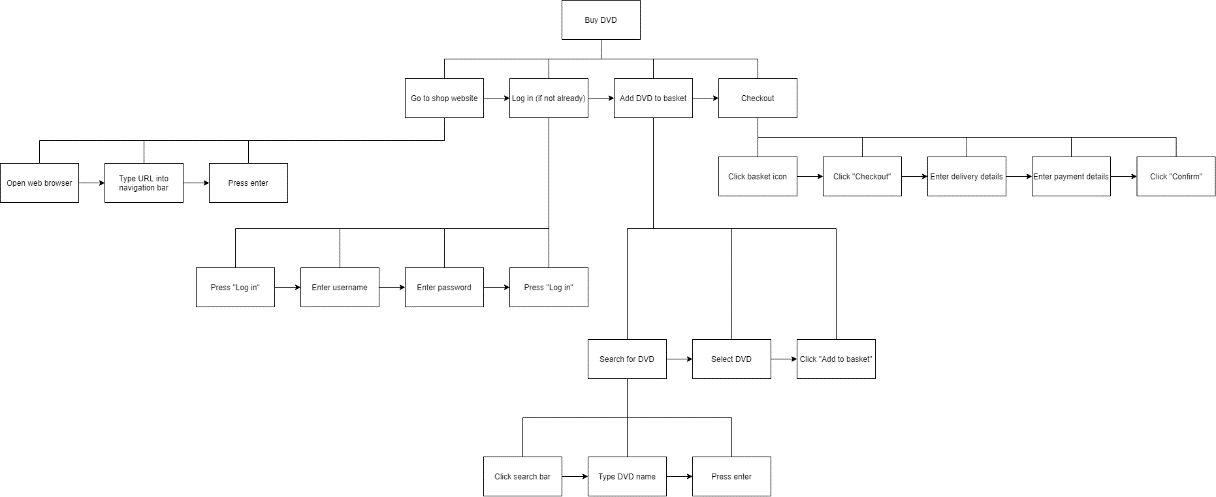 Buy DVD
Go to shop website
Log in (if not already)
Add DVD to basket
Checkout
Open web browser
Type URL into
navigation bar
Press enter
Click basket icon
Click "Checkout"
Enter delivery details
Enter payment details
Click "Confirm"
Press "Log in"
Enter username
Enter password
Press "Log in"
Search for DVD
Select DVD
Click "Add to basket"
Click search bar
Type DVD name
Press enter